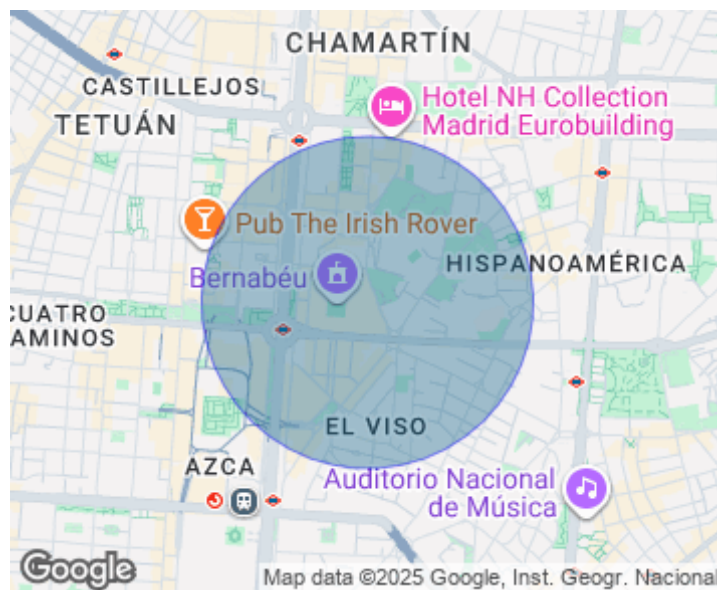 CHAMARTÍN
CASTILLEJOS
TETUÁN
Hotel NH Collection
Madrid Eurobuilding
Pub The Irish Rover
Bernabéu
HISPANOAMÉRICA
CUATRO
AMINOS
EL VISO
AZCA
Auditorio Nacional
de Música
Google
Map data ©2025 Google, Inst. Geogr. Nacional